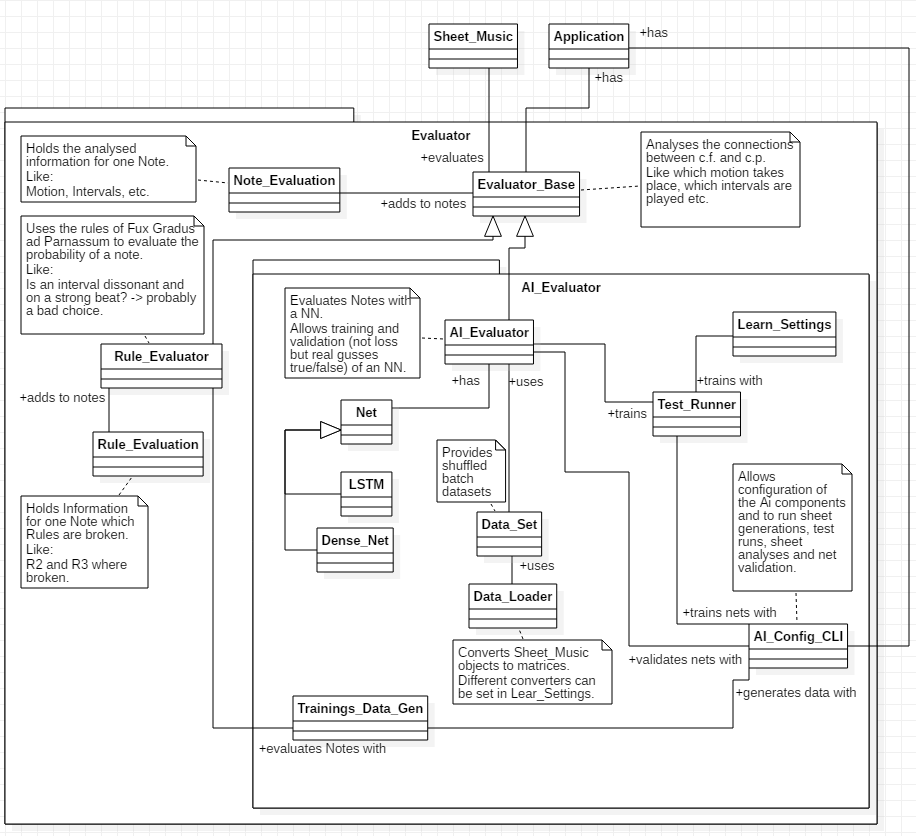 Sheet_Music
Application
+has
+has
Evaluator
+evaluates
Holds the analysed
information for one Note.
Like:
Motion, Intervals, etc.
Note_Evaluation
+adds to notes
Evaluator_Base
Analyses the connections
between c.f. and c.p.
Like which motion takes
place, which intervals are
played etc.
Uses the rules of Fux Gradus
ad Parnassum to evaluate the
probability of a note.
Like:
Is an interval dissonant and
on a strong beat? -> probably
a bad choice.
AI_Evaluator
Evaluates Notes with
a NN.
Allows training and
validation (not loss
but real gusses
true/false) of an NN.
AI_Evaluator
Learn_Settings
Rule_Evaluator
+has
+uses
+trains with
+adds to notes
Net
+trains
Test_Runner
Rule_Evaluation
Provides
shuffled
batch
datasets
LSTM
Allows
configuration of
the Ai components
and to run sheet
generations, test
runs, sheet
analyses and net
validation.
Holds Information
for one Note which
Rules are broken.
Like:
R2 and R3 where
broken.
Data_Set
Dense_Net
+uses
Data_Loader
+trains nets with
AI_Config_CLI
Converts Sheet_Music
objects to matrices.
Different converters can
be set in Lear_Settings.
+validates nets with
+generates data with
Trainings_Data_Gen
+evaluates Notes with